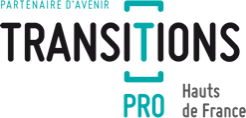 PARTENAIRE D'AVENIR
TRANSITIONS
PRO
Hauts
de France